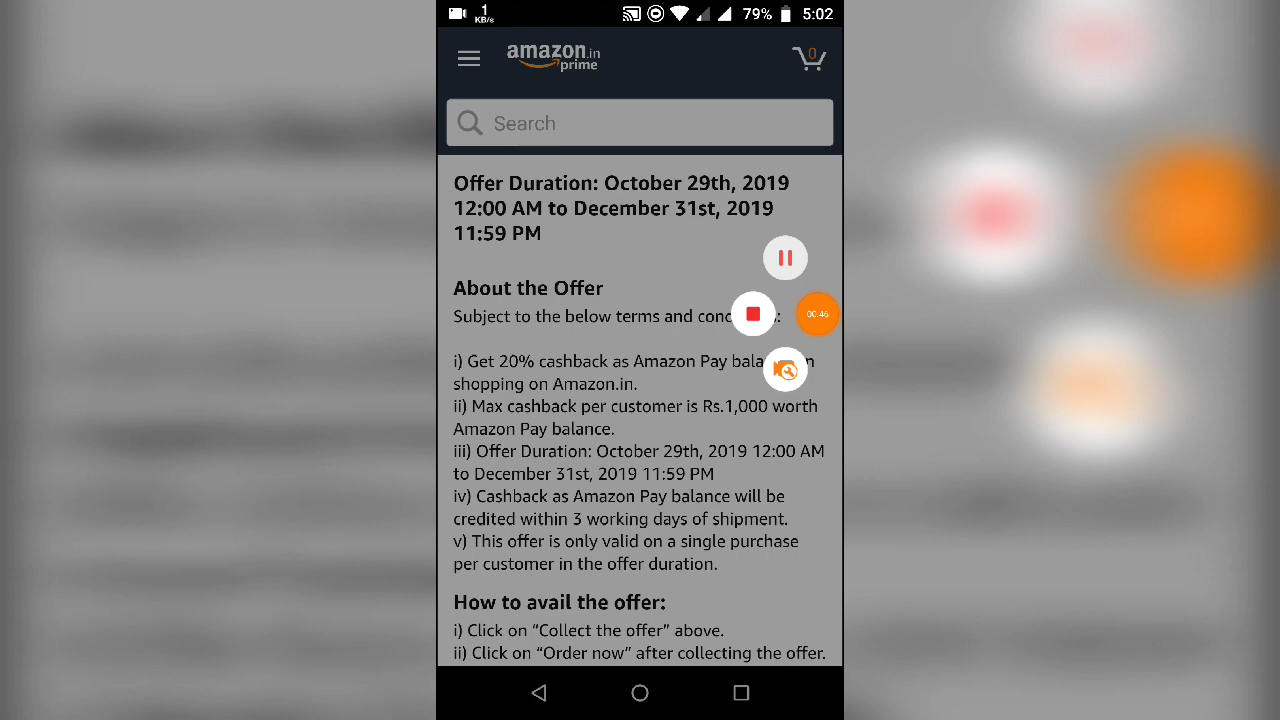 1
KB/s
79%
5:02
amazon.in
prime
0
Search
Offer Duration: October 29th, 2019
12:00 AM to December 31st, 2019
11:59 PM
About the Offer
Subject to the below terms and
00:46
i) Get 20% cashback as Amazon Pay
shopping on Amazon.in.
ii) Max cashback per customer is Rs.1,000 worth
Amazon Pay balance.
iii) Offer Duration: October 29th, 2019 12:00 AM
to December 31st, 2019 11:59 PM
iv) Cashback as Amazon Pay balance will be
credited within 3 working days of shipment.
v) This offer is only valid on a single purchase
per customer in the offer duration.
How to avail the offer:
i) Click on “Collect the offer” above.
ii) Click on “Order now” after collecting the offer.